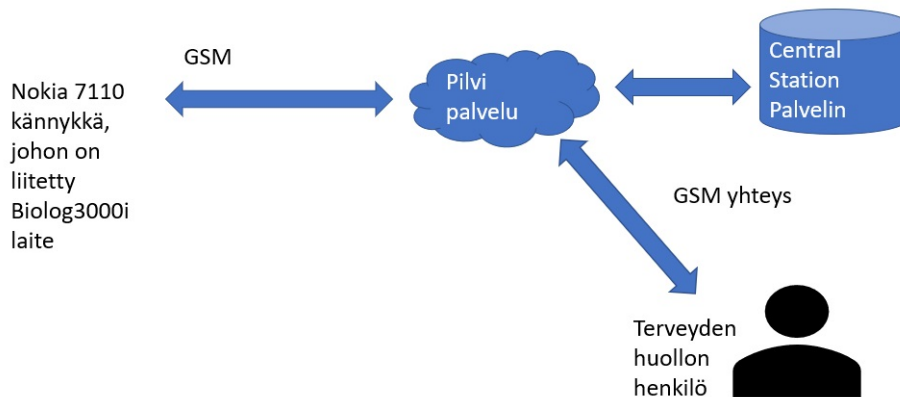 GSM
Nokia 7110
kännykkä,
johon on
liitetty
Biolog3000i
laite
Pilvi
palvelu
Central
Station
Palvelin
GSM yhteys
Terveyden
huollon
henkilö